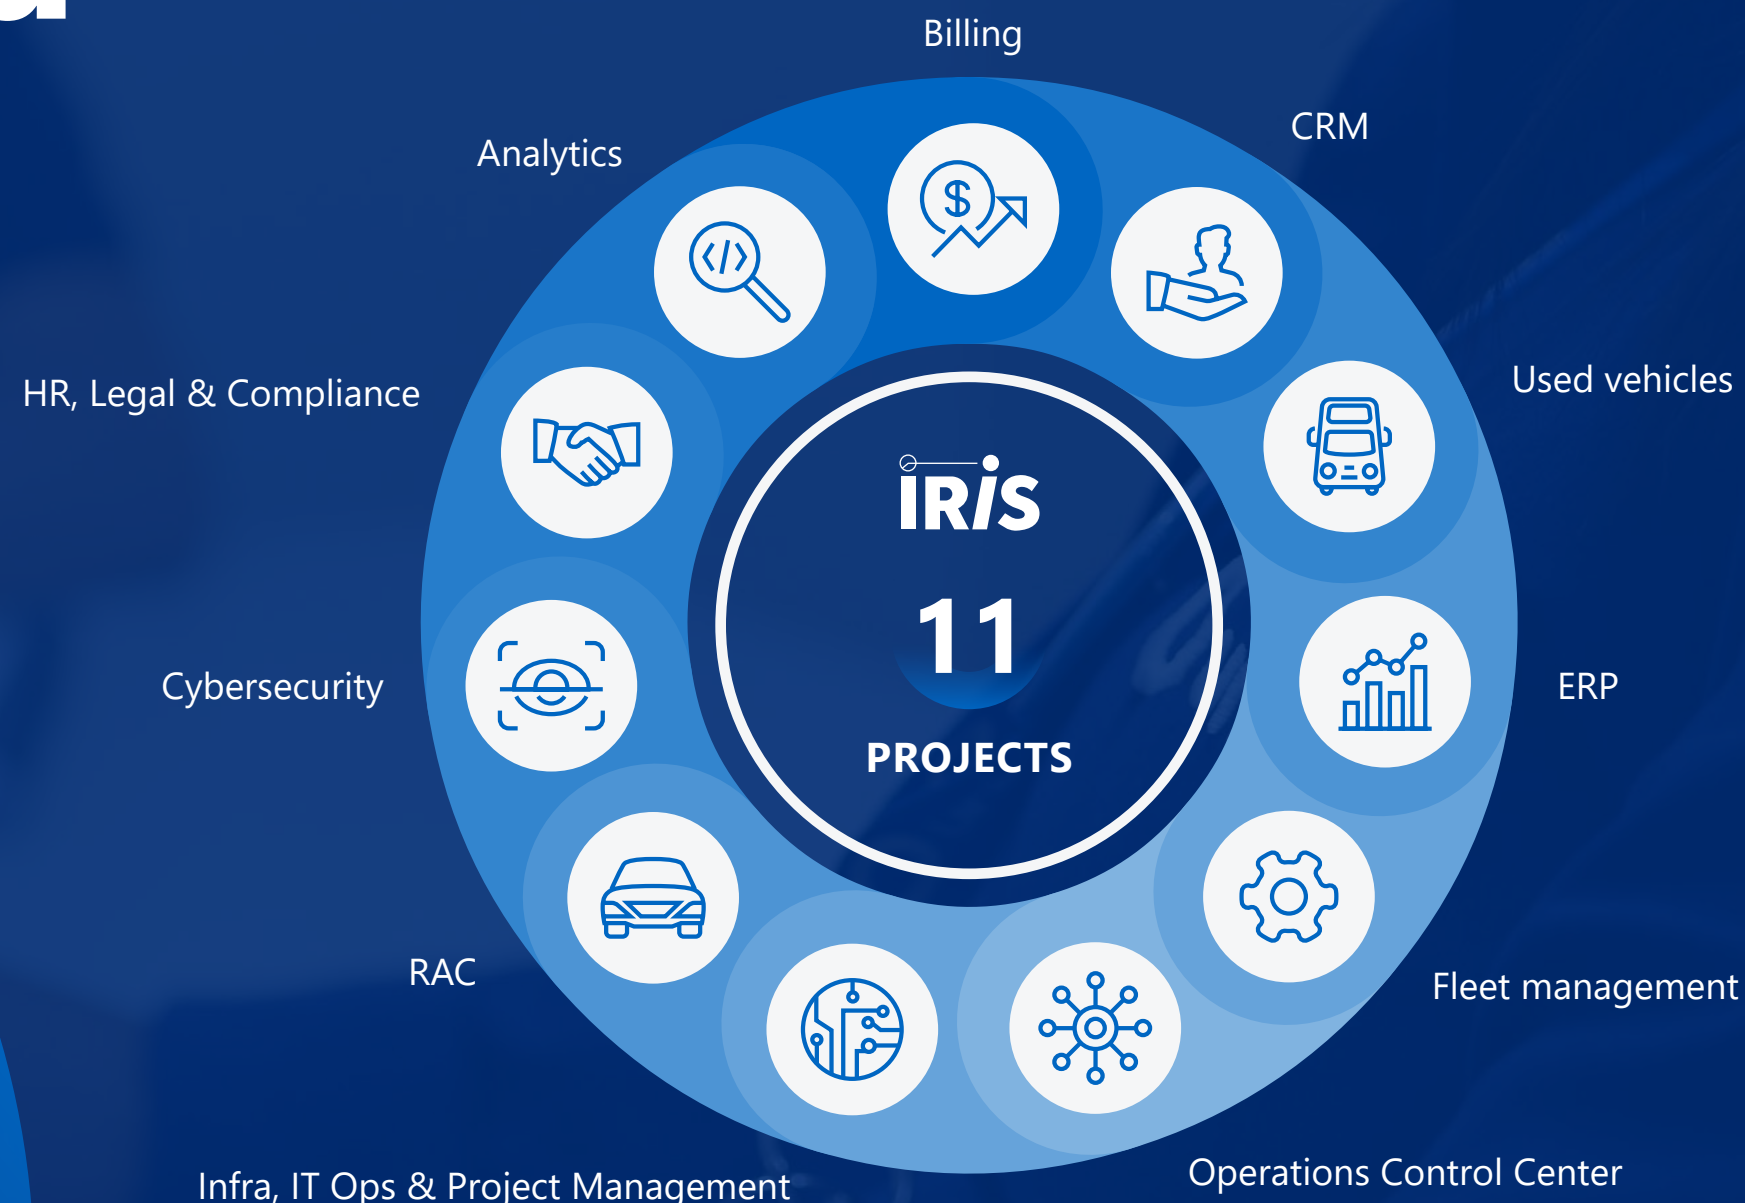 Billing
CRM
Analytics
Used vehicles
HR, Legal & Compliance
IRiS
11
PROJECTS
Cybersecurity
ERP
RAC
Fleet management
Operations Control Center
Infra, IT Ops & Project Management